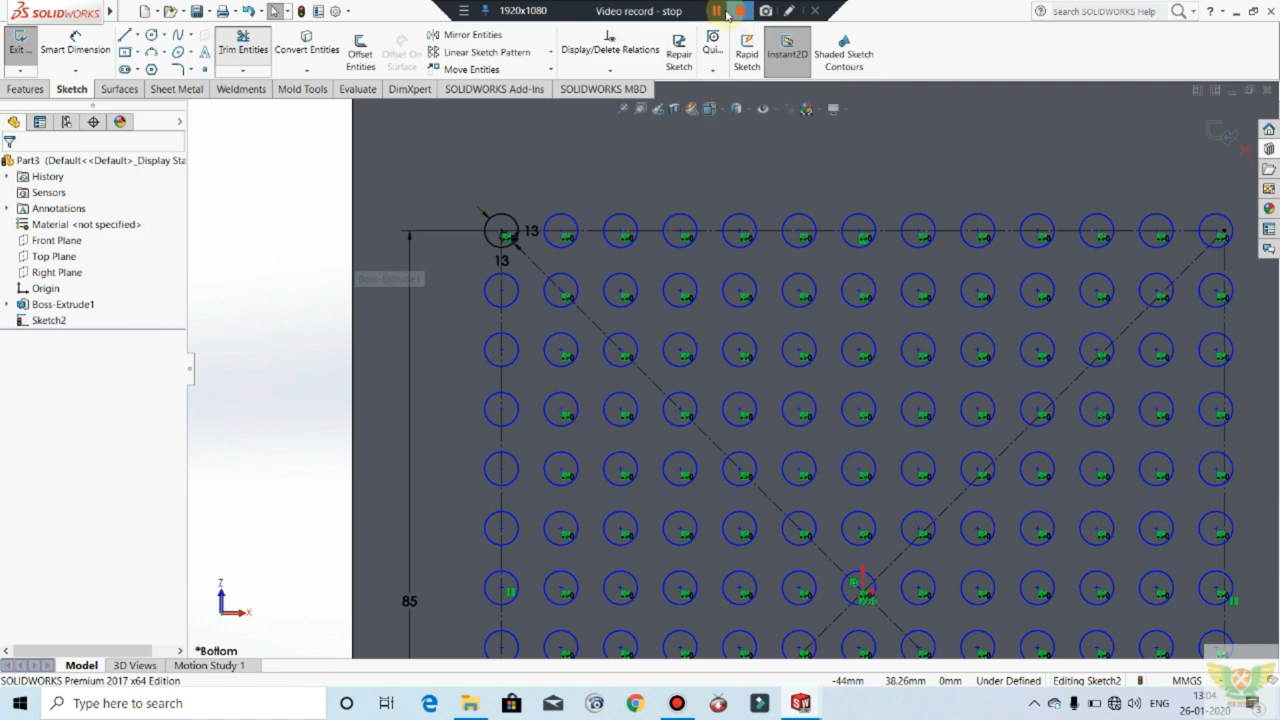 1920x1080
Video record - stop
SOLIDWORKS
Search SOLIDWORKS Help
Exit ...
Smart Dimension
Trim Entities
Convert Entities
Offset Entities
Offset On Surface
Mirror Entities
Linear Sketch Pattern
Move Entities
Display/Delete Relations
Repair Sketch
Qui...
Rapid Sketch
Instant2D
Shaded Sketch Contours
Features
Sketch
Surfaces
Sheet Metal
Weldments
Mold Tools
Evaluate
DimXpert
SOLIDWORKS Add-Ins
SOLIDWORKS MBD
Part3 (Default<<Default>_Display Sta
History
Sensors
Annotations
Material <not specified>
Front Plane
Top Plane
Right Plane
Origin
Boss-Extrude1
Sketch2
Boss-Extrude1
13
13
85
Z
X
*Bottom
Model
3D Views
Motion Study 1
SOLIDWORKS Premium 2017 x64 Edition
-44mm
38.26mm
0mm
Under Defined
Editing Sketch2
MMGS
Type here to search
ENG
13:04
26-01-2020